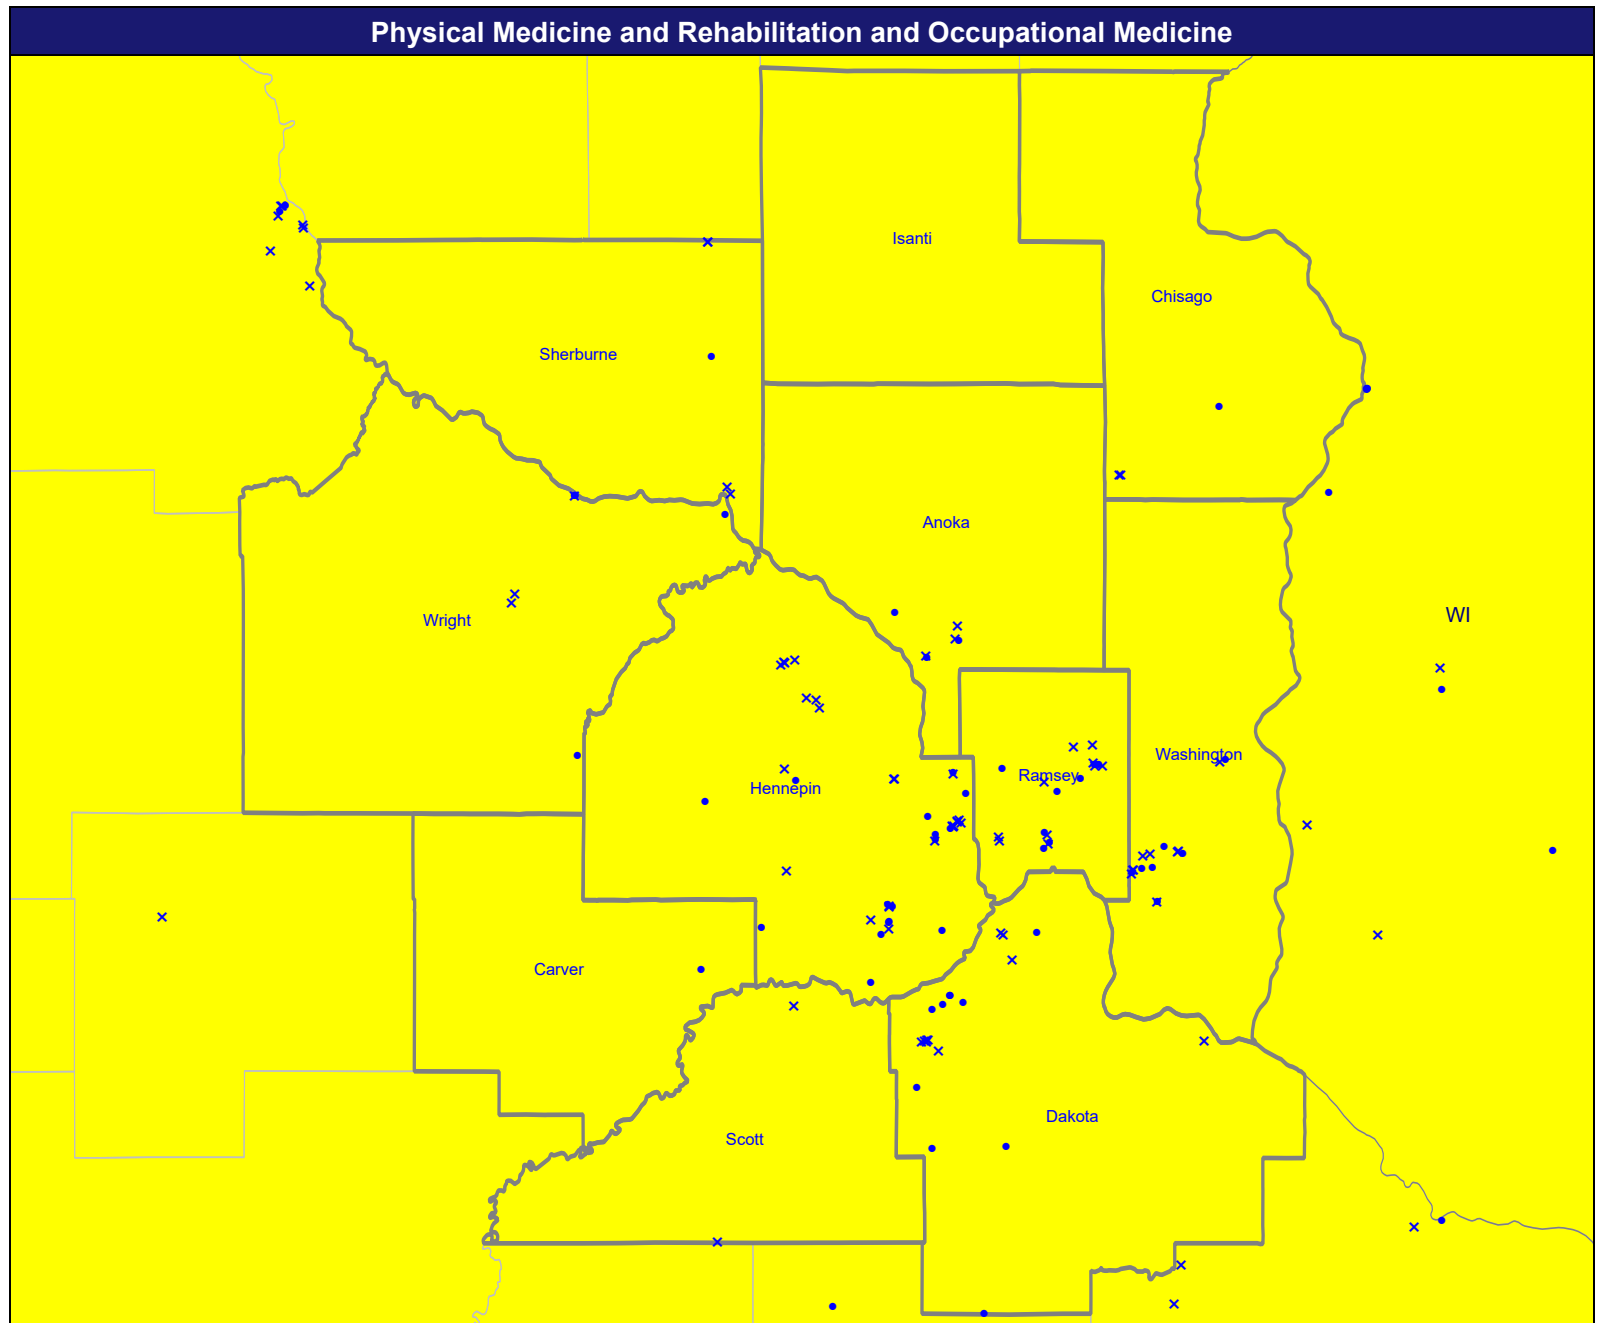 Physical Medicine and Rehabilitation and Occupational Medicine
Isanti
Chisago
Sherburne
Anoka
WI
Wright
Washington
Ramsey
Hennepin
Carver
Dakota
Scott